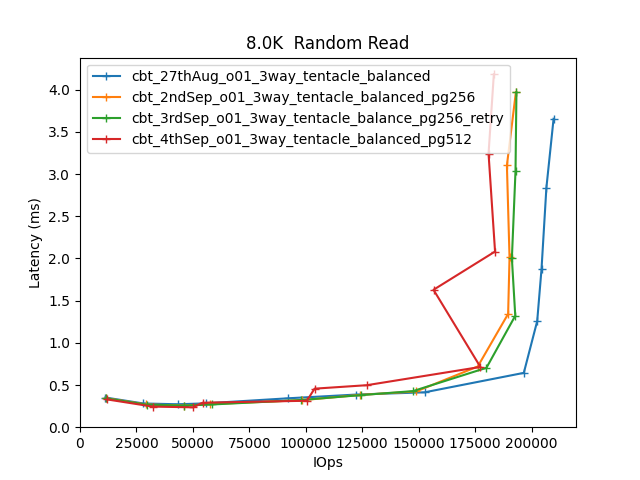 8.0K  Random Read
cbt_27thAug_o01_3way_tentacle_balanced
cbt_2ndSep_o01_3way_tentacle_balanced_pg256
cbt_3rdSep_o01_3way_tentacle_balance_pg256_retry
cbt_4thSep_o01_3way_tentacle_balanced_pg512
Latency (ms)
4.0
3.5
3.0
2.5
2.0
1.5
1.0
0.5
0.0
0 25000 50000 75000 100000 125000 150000 175000 200000
IOps